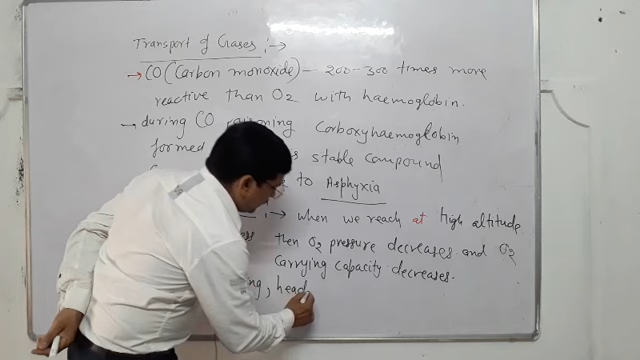 Transport of Gases :→
→ CO (Carbon monoxide) — 200-300 times more
reactive than O2 with haemoglobin.
→ during CO Carboxyhaemoglobin
formed stable compound
to Asphyxia
:→ when we reach at high altitude
then O2 pressure decreases and O2
Carrying capacity decreases.
head